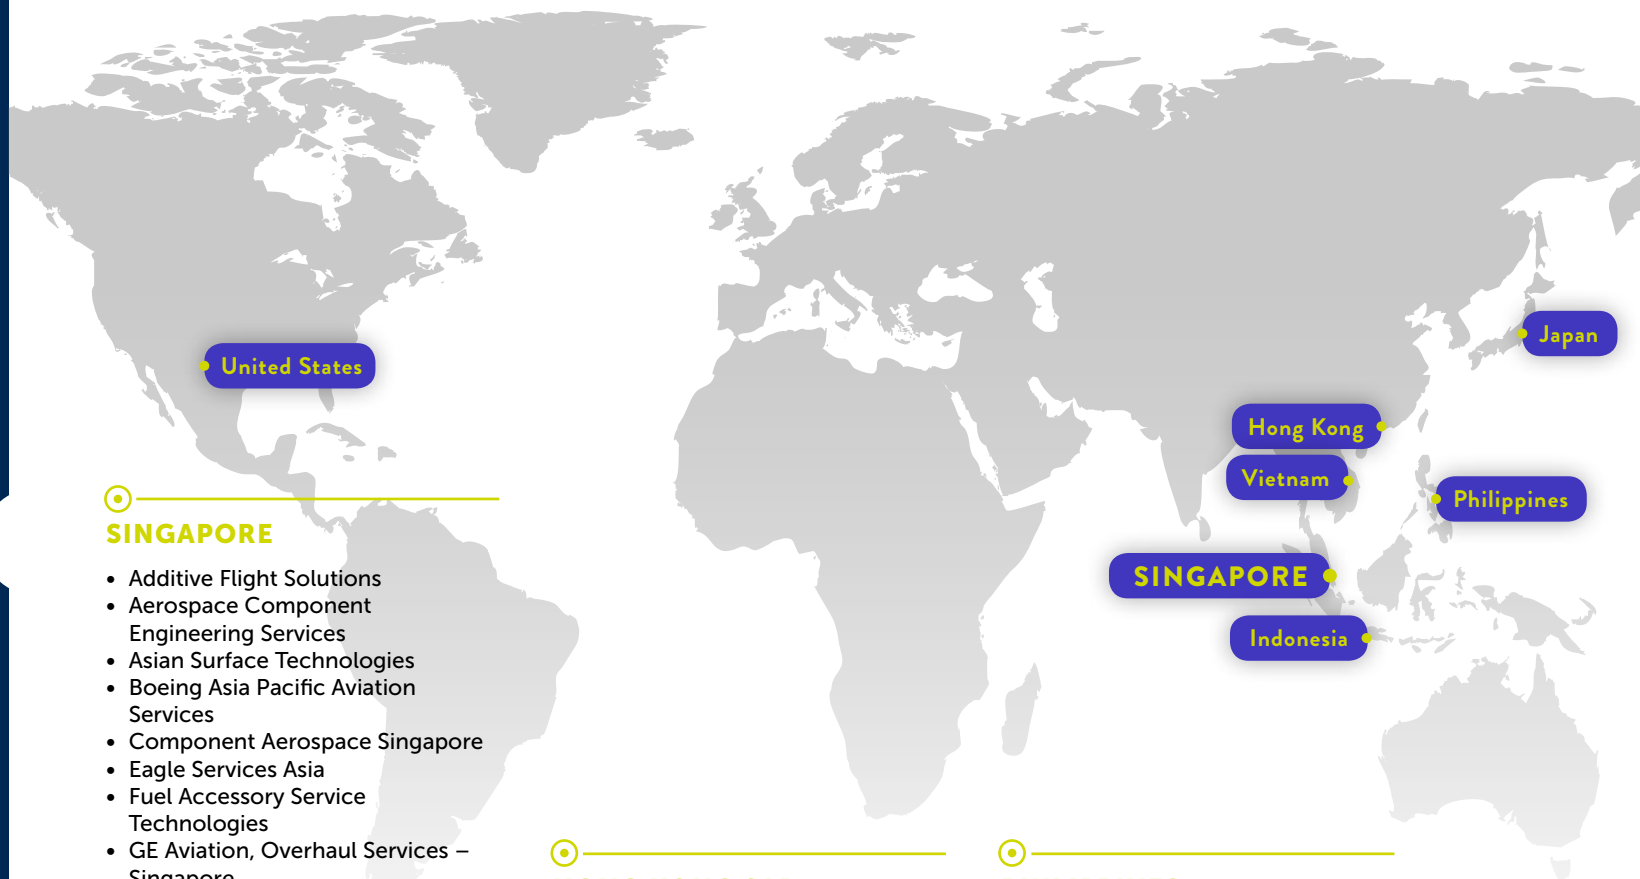 Japan
United States
Hong Kong
Vietnam
Philippines
SINGAPORE
Indonesia
SINGAPORE
• Additive Flight Solutions
• Aerospace Component
Engineering Services
• Asian Surface Technologies
• Boeing Asia Pacific Aviation
Services
• Component Aerospace Singapore
• Eagle Services Asia
• Fuel Accessory Service
Technologies
• GE Aviation, Overhaul Services –
Singapore